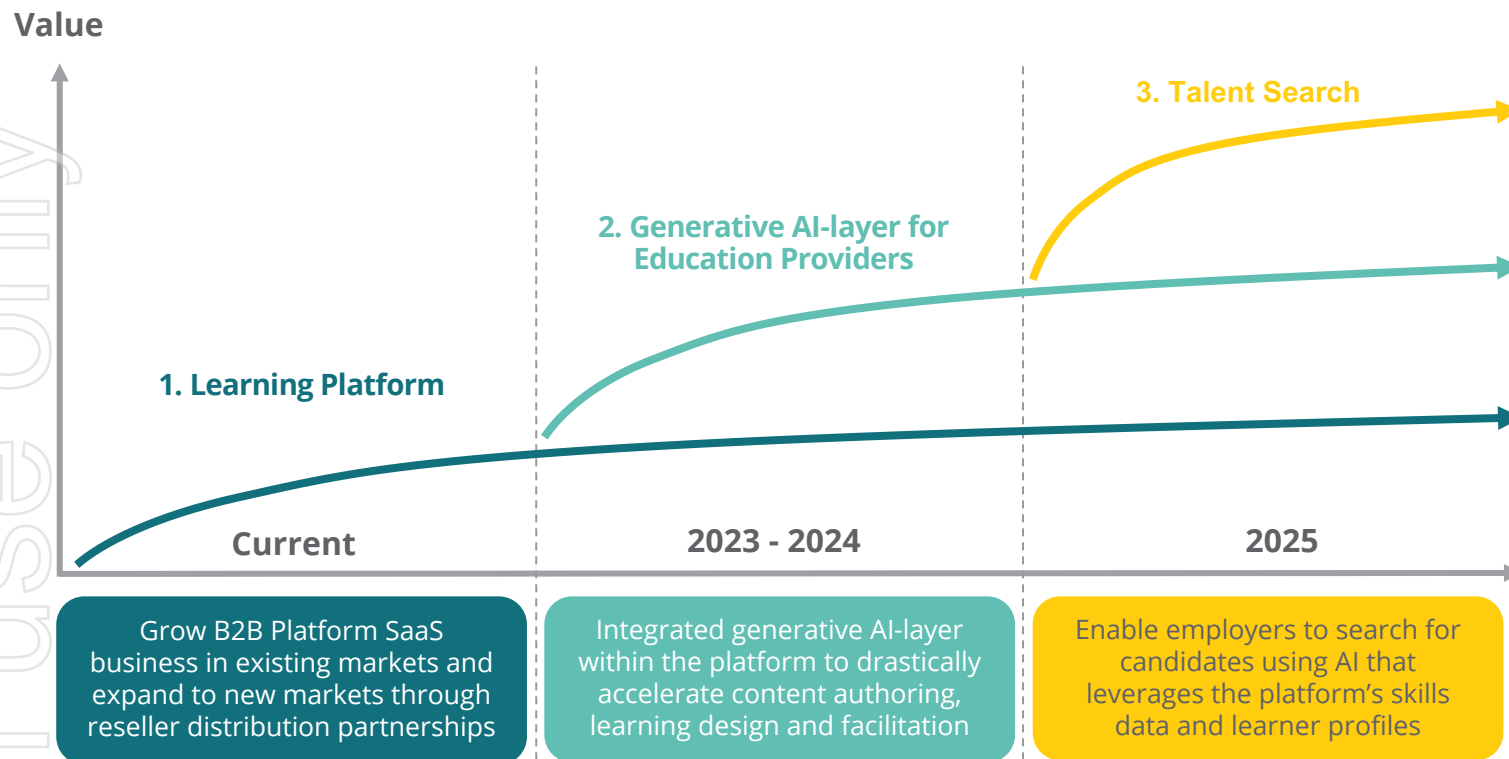 Value
3. Talent Search
2. Generative AI-layer for
Education Providers
1. Learning Platform
Current
2023 - 2024
2025
Grow B2B Platform SaaS
business in existing markets and
expand to new markets through
reseller distribution partnerships
Integrated generative AI-layer
within the platform to drastically
accelerate content authoring,
learning design and facilitation
Enable employers to search for
candidates using AI that
leverages the platform's skills
data and learner profiles
use only